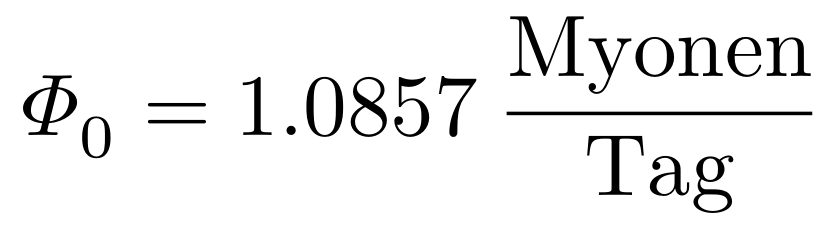 Φ₀ = 1.0857 Myonen
Tag